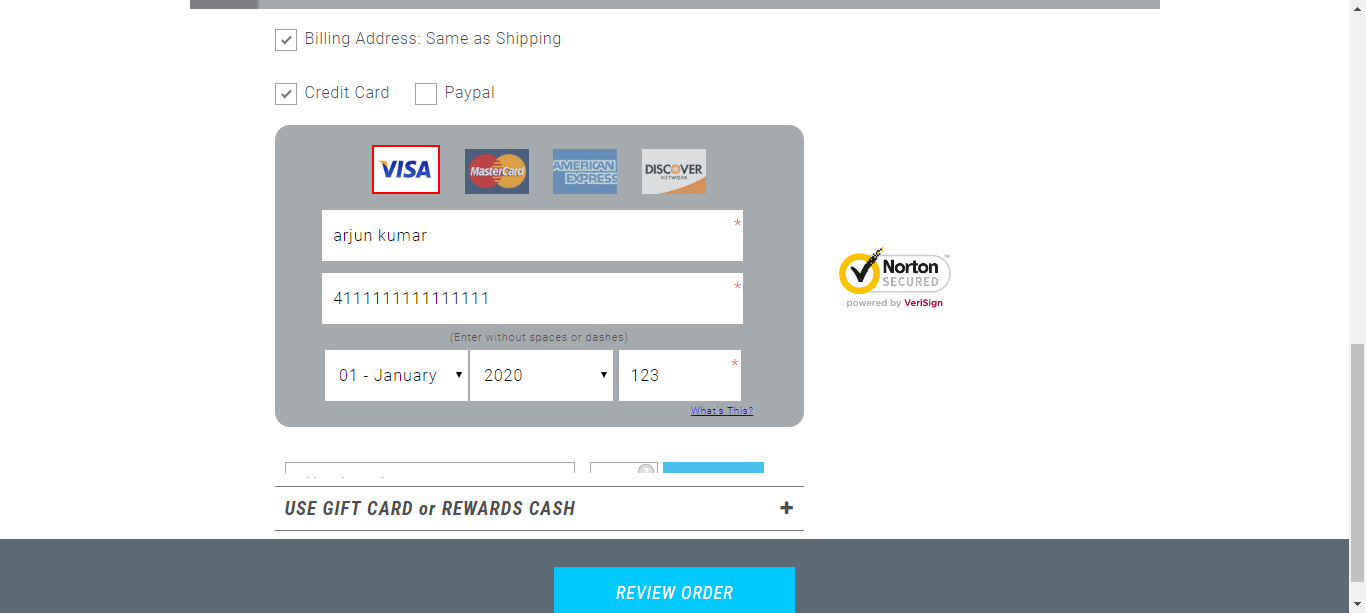 Billing Address: Same as Shipping
Credit Card Paypal
VISA MasterCard AMERICAN EXPRESS DISCOVER NETWORK
arjun kumar *
4111111111111111 *
(Enter without spaces or dashes)
01 - January 2020 123 *
What's This?
Norton™
SECURED
powered by VeriSign
USE GIFT CARD or REWARDS CASH +
REVIEW ORDER